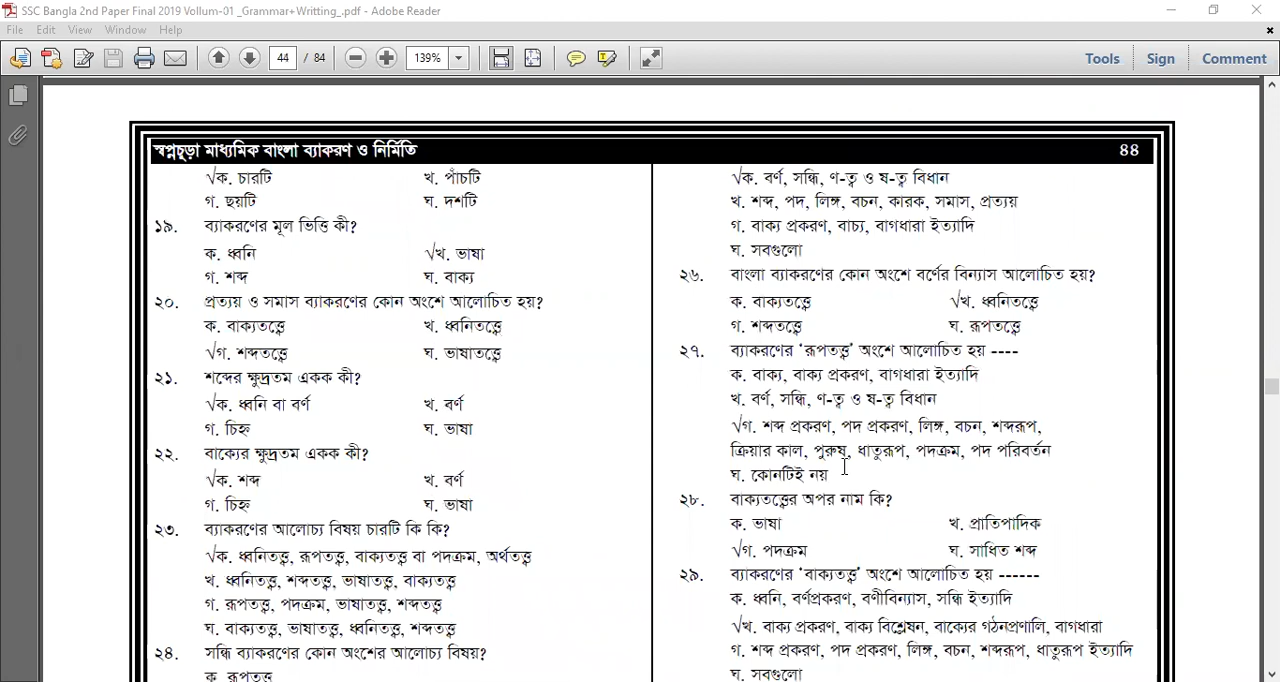 SSC Bangla 2nd Paper Final 2019 Vollum-01 _Grammar+Writting_.pdf - Adobe Reader
File Edit View Window Help
44 / 84 139% Tools Sign Comment
স্বপ্নচূড়া মাধ্যমিক বাংলা ব্যাকরণ ও নির্মিতি 88
√ক. চারটি খ. পাঁচটি
গ. ছয়টি ঘ. দশটি
১৯. ব্যাকরণের মূল ভিত্তি কী?
ক. ধ্বনি √খ. ভাষা
গ. শব্দ ঘ. বাক্য
২০. প্রত্যয় ও সমাস ব্যাকরণের কোন অংশে আলোচিত হয়?
ক. বাক্যতত্ত্বে খ. ধ্বনিতত্ত্বে
√গ. শব্দতত্ত্বে ঘ. ভাষাতত্ত্বে
২১. শব্দের ক্ষুদ্রতম একক কী?
√ক. ধ্বনি বা বর্ণ খ. বর্ণ
গ. চিহ্ন ঘ. ভাষা
২২. বাক্যের ক্ষুদ্রতম একক কী?
√ক. শব্দ খ. বর্ণ
গ. চিহ্ন ঘ. ভাষা
২৩. ব্যাকরণের আলোচ্য বিষয় চারটি কি কি?
√ক. ধ্বনিতত্ত্ব, রূপতত্ত্ব, বাক্যতত্ত্ব বা পদক্রম, অর্থতত্ত্ব
খ. ধ্বনিতত্ত্ব, শব্দতত্ত্ব, ভাষাতত্ত্ব, বাক্যতত্ত্ব
গ. রূপতত্ত্ব, পদক্রম, ভাষাতত্ত্ব, শব্দতত্ত্ব
ঘ. বাক্যতত্ত্ব, ভাষাতত্ত্ব, ধ্বনিতত্ত্ব, শব্দতত্ত্ব
২৪. সন্ধি ব্যাকরণের কোন অংশের আলোচ্য বিষয়?
ক. রূপতত্ত্ব
√ক. বর্ণ, সন্ধি, ণ-ত্ব ও ষ-ত্ব বিধান
খ. শব্দ, পদ, লিঙ্গ, বচন, কারক, সমাস, প্রত্যয়
গ. বাক্য প্রকরণ, বাচ্য, বাগধারা ইত্যাদি
ঘ. সবগুলো
২৬. বাংলা ব্যাকরণের কোন অংশে বর্ণের বিন্যাস আলোচিত হয়?
ক. বাক্যতত্ত্বে √খ. ধ্বনিতত্ত্বে
গ. শব্দতত্ত্বে ঘ. রূপতত্ত্বে
২৭. ব্যাকরণের ‘রূপতত্ত্ব’ অংশে আলোচিত হয় ----
ক. বাক্য, বাক্য প্রকরণ, বাগধারা ইত্যাদি
খ. বর্ণ, সন্ধি, ণ-ত্ব ও ষ-ত্ব বিধান
√গ. শব্দ প্রকরণ, পদ প্রকরণ, লিঙ্গ, বচন, শব্দরূপ,
ক্রিয়ার কাল, পুরুষ, ধাতুরূপ, পদক্রম, পদ পরিবর্তন
ঘ. কোনটিই নয়
২৮. বাক্যতত্ত্বের অপর নাম কি?
ক. ভাষা খ. প্রাতিপাদিক
√গ. পদক্রম ঘ. সাধিত শব্দ
২৯. ব্যাকরণের ‘বাক্যতত্ত্ব’ অংশে আলোচিত হয় ------
ক. ধ্বনি, বর্ণপ্রকরণ, বণীবিন্যাস, সন্ধি ইত্যাদি
√খ. বাক্য প্রকরণ, বাক্য বিশ্লেষন, বাক্যের গঠনপ্রণালি, বাগধারা
গ. শব্দ প্রকরণ, পদ প্রকরণ, লিঙ্গ, বচন, শব্দরূপ, ধাতুরূপ ইত্যাদি
ঘ. সবগুলো